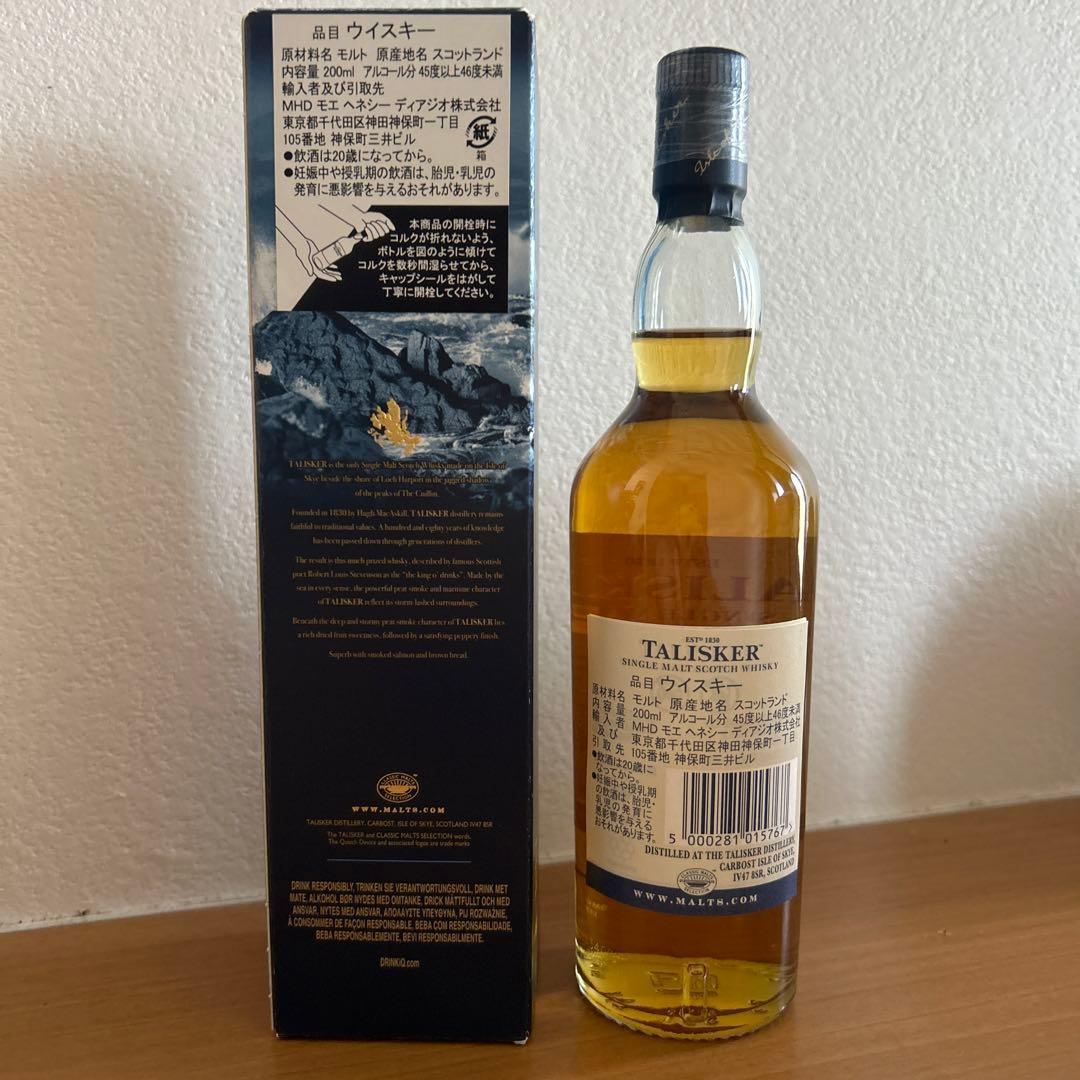 品目 ウイスキー
原材料名 モルト 原産地名 スコットランド
内容量 200ml アルコール分 45度以上46度未満
輸入者及び引取先
MHD モエ ヘネシー ディアジオ株式会社
東京都千代田区神田神保町一丁目
105番地 神保町三井ビル
紙
箱
●飲酒は20歳になってから。
●妊娠中や授乳期の飲酒は、胎児・乳児の
発育に悪影響を与えるおそれがあります。
本商品の開栓時に
コルクが折れないよう、
ボトルを図のように傾けて
コルクを数秒間湿らせてから、
キャップシールをはがして
丁寧に開栓してください。
TALISKER is the only Single Malt Scotch Whisky made on the Isle of
Skye beside the shore of Loch Harport in the jagged shadow
of the peaks of The Cuillin.
Founded in 1830 by Hugh MacAskill, TALISKER distillery remains
faithful to traditional values. A hundred and eighty years of knowledge
has been passed down through generations of distillers.
The result is this much prized whisky, described by famous Scottish
poet Robert Louis Stevenson as the "the king o' drinks". Made by the
sea in every sense, the powerful peat smoke and maritime character
of TALISKER reflect its storm-lashed surroundings.
Beneath the deep and stormy peat smoke character of TALISKER lies
a rich dried fruit sweetness, followed by a satisfying peppery finish.
Superb with smoked salmon and brown bread.
CLASSIC MALTS
SELECTION
WWW.MALTS.COM
TALISKER DISTILLERY, CARBOST, ISLE OF SKYE, SCOTLAND IV47 8SR
The TALISKER and CLASSIC MALTS SELECTION words,
The Quaich Device and associated logos are trade marks
DRINK RESPONSIBLY, TRINKEN SIE VERANTWORTUNGSVOLL, DRINK MET
MATE, ALKOHOL BØR NYDES MED OMTANKE, DRICK MÅTTFULLT OCH MED
ANSVAR, NYTES MED ANSVAR, ΑΠΟΛΑΥΣΤΕ ΥΠΕΥΘΥΝΑ, PIJ ROZWAŻNIE,
À CONSOMMER DE FAÇON RESPONSABLE, BEBA COM RESPONSABILIDADE,
BEBA RESPONSABLEMENTE, BEVI RESPONSABILMENTE.
DRINKiQ.com
ESTD 1830
TALISKER™
SINGLE MALT SCOTCH WHISKY
品目 ウイスキー
原材料名 モルト 原産地名 スコットランド
内容量 200ml アルコール分 45度以上46度未満
輸入者 MHD モエ ヘネシー ディアジオ株式会社
及び 東京都千代田区神田神保町一丁目
引取先 105番地 神保町三井ビル
●飲酒は20歳に
なってから。
●妊娠中や授乳期
の飲酒は、胎児・
乳児の発育に
悪影響を与える
おそれがあります。
5 000281 015767 >
DISTILLED AT THE TALISKER DISTILLERY,
CARBOST ISLE OF SKYE,
IV47 8SR, SCOTLAND
CLASSIC MALTS
SELECTION
WWW.MALTS.COM